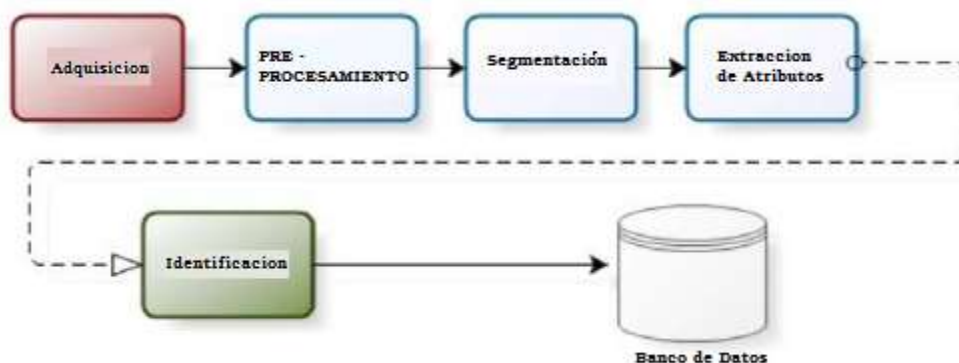 Adquisicion
PRE -
PROCESAMIENTO
Segmentación
Extraccion
de Atributos
Identificacion
Banco de Datos